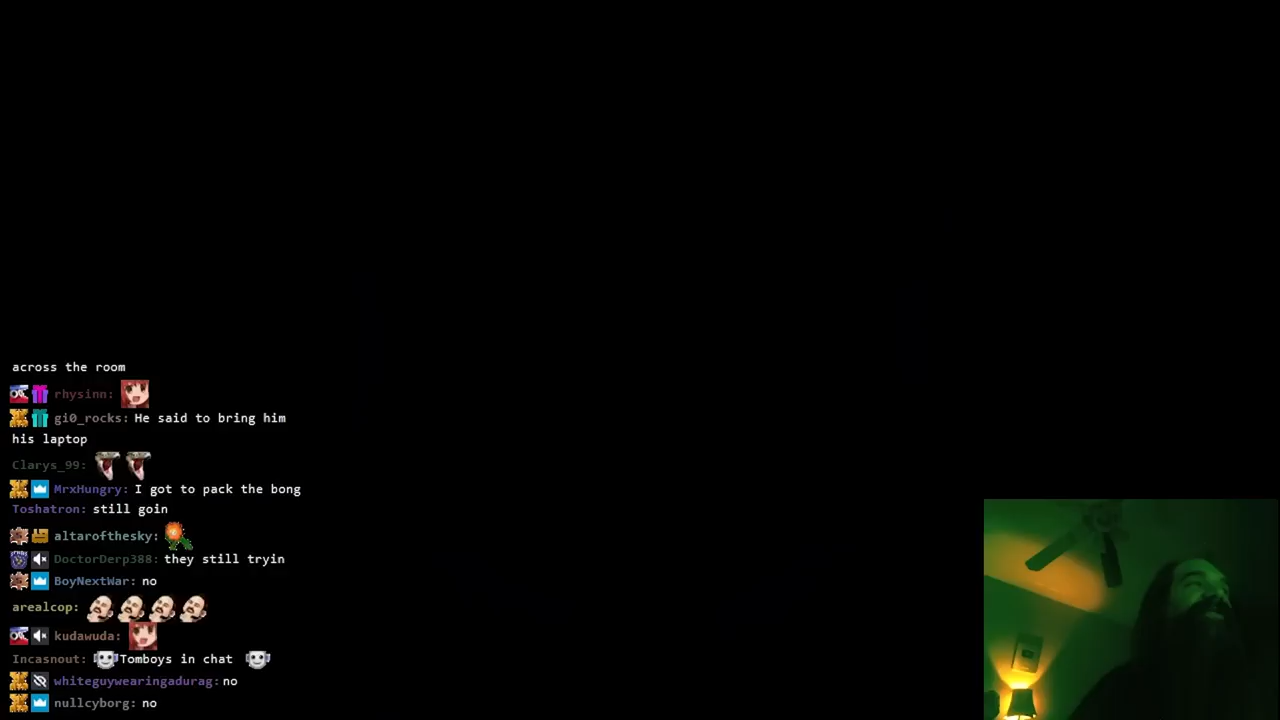 across the room
rhysinn:
gi0_rocks: He said to bring him
his laptop
Clarys_99:
MrxHungry: I got to pack the bong
Toshatron: still goin
altarofthesky:
DoctorDerp388: they still tryin
BoyNextWar: no
arealcop:
kudawuda:
Incasnout: Tomboys in chat
whiteguywearingadurag: no
nullcyborg: no